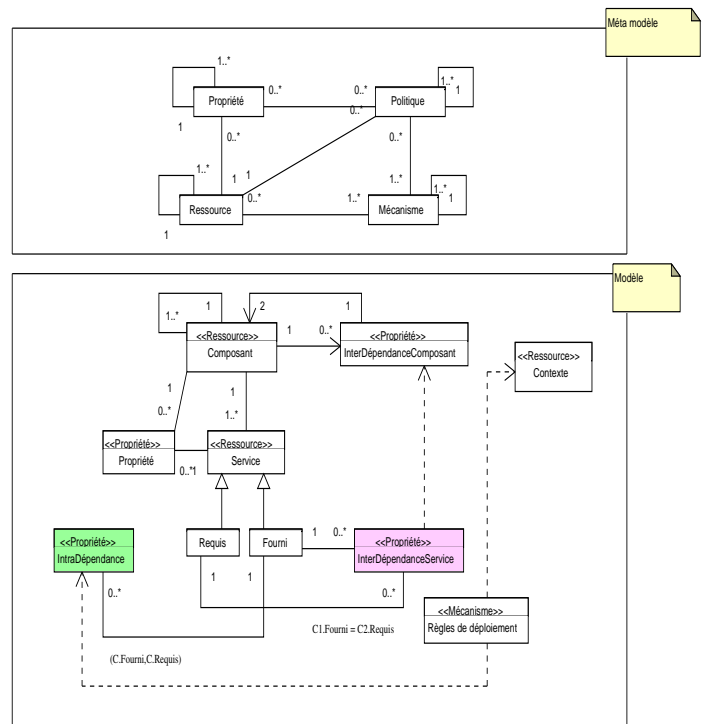 Méta modèle
1..*
Propriété
0..*
0..*
Politique
1..*
1
0..*
1
0..*
0..*
1..*
1
1
1..*
1..*
1
Ressource
0..*
1..*
Mécanisme
1
Modèle
1
1..*
2
1
<<Ressource>>
Composant
1
0..*
<<Propriété>>
InterDépendanceComposant
<<Ressource>>
Contexte
1
1
0..*
1..*
<<Propriété>>
Propriété
0..*
1
<<Ressource>>
Service
<<Propriété>>
IntraDépendance
Requis
Fourni
1
0..*
<<Propriété>>
InterDépendanceService
1
1
0..*
0..*
<<Mécanisme>>
Règles de déploiement
C1.Fourni = C2.Requis
(C.Fourni,C.Requis)